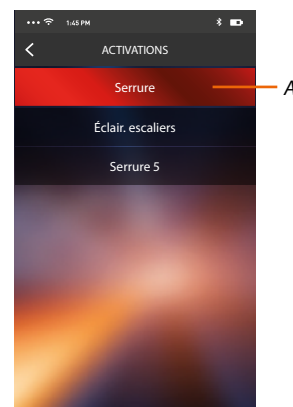 1:45 PM
ACTIVATIONS
Serrure
A
Éclair. escaliers
Serrure 5